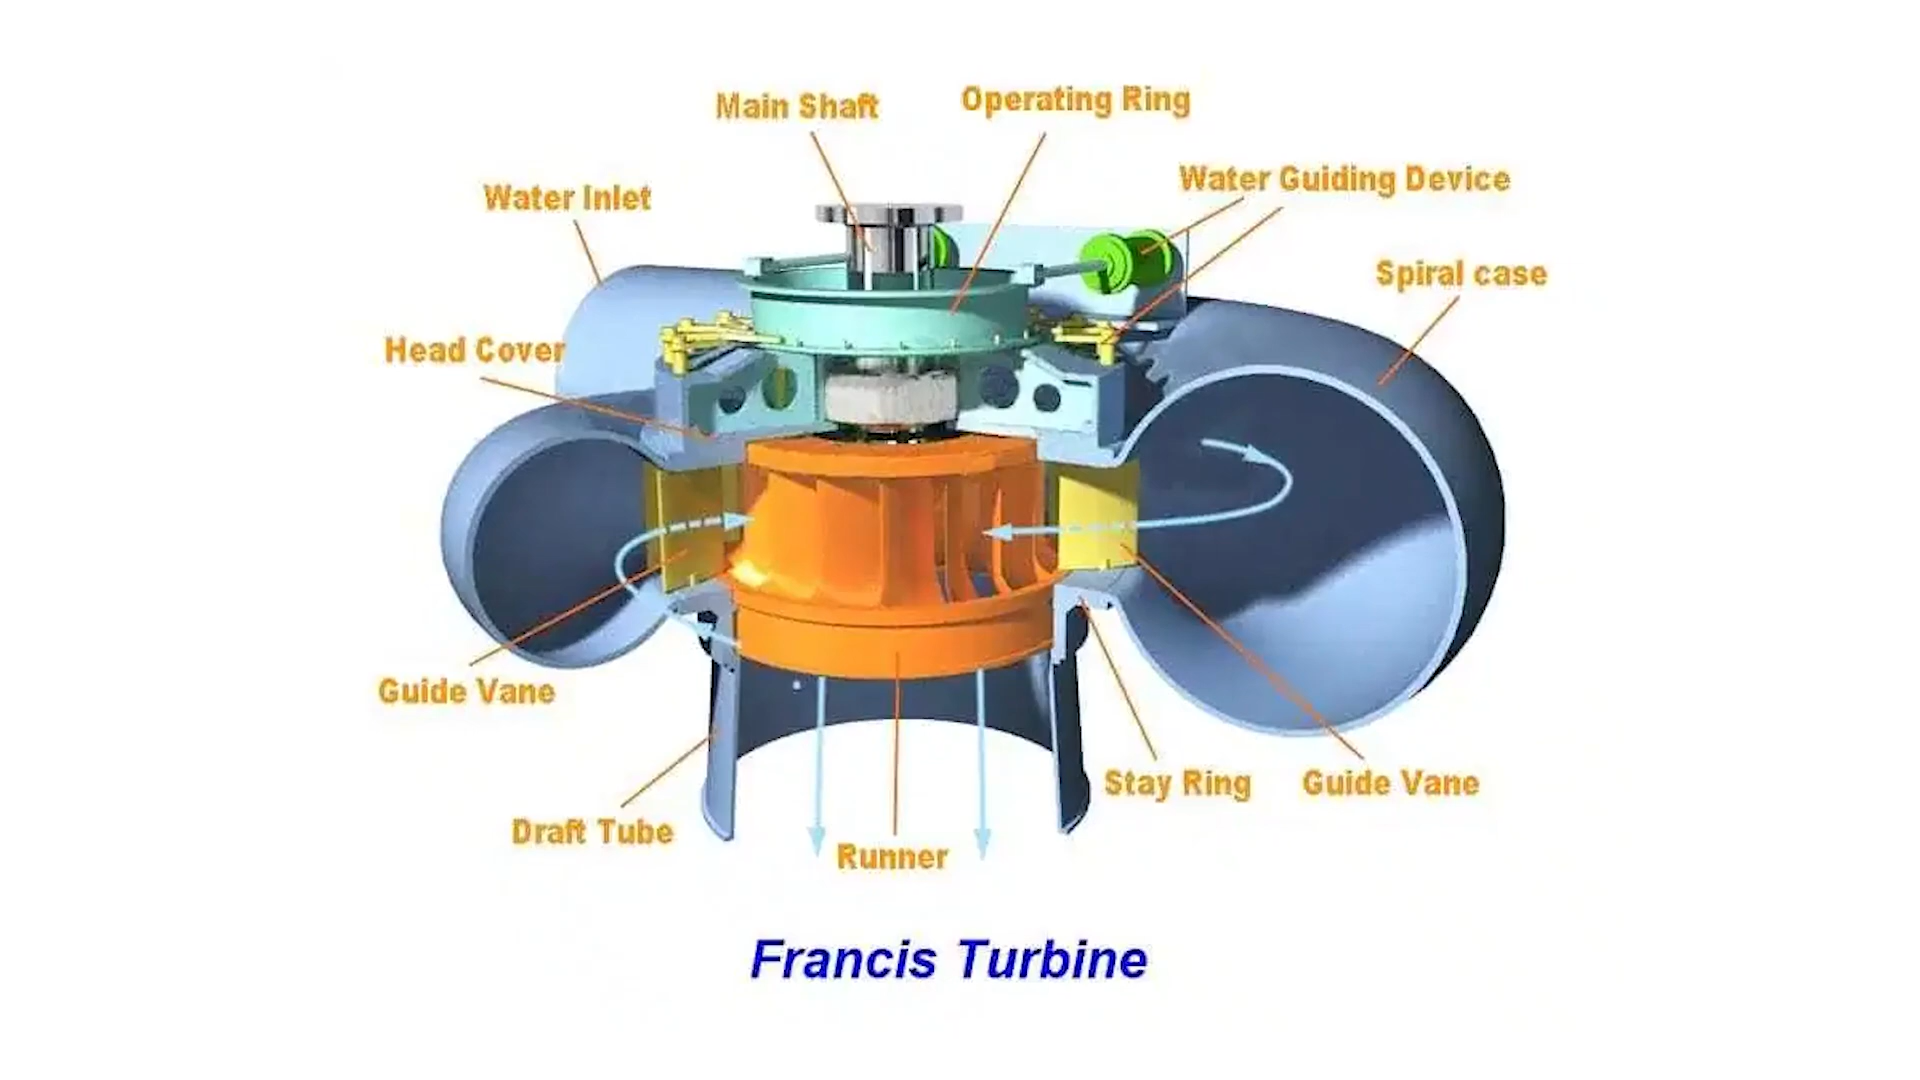 Main Shaft
Operating Ring
Water Guiding Device
Water Inlet
Spiral case
Head Cover
Guide Vane
Stay Ring
Guide Vane
Draft Tube
Runner
Francis Turbine